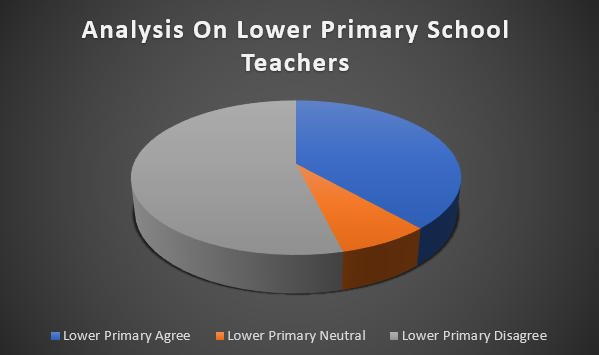 Analysis On Lower Primary School
Teachers
Lower Primary Agree
Lower Primary Neutral
Lower Primary Disagree